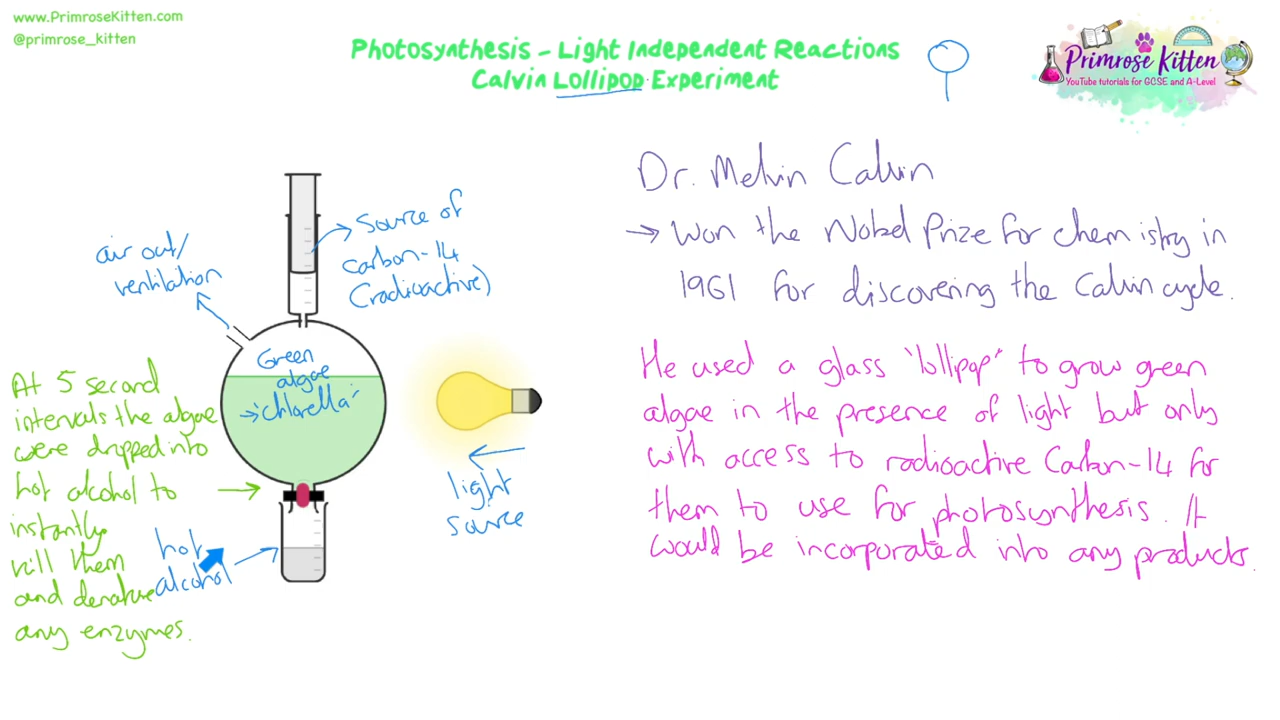 www.PrimroseKitten.com
@primrose_kitten
Photosynthesis - Light Independent Reactions
Calvin Lollipop Experiment
Primrose Kitten
YouTube tutorials for GCSE and A-Level
Dr. Melvin Calvin
→ Won the Nobel Prize for chemistry in
1961 for discovering the Calvin cycle.
He used a glass 'lollipop' to grow green
algae in the presence of light but only
with access to radioactive Carbon-14 for
them to use for photosynthesis. It
would be incorporated into any products.
Source of
carbon-14
(radioactive)
air out/
ventilation
Green
algae
→ 'chlorella'
light
source
At 5 second
intervals the algae
were dropped into
hot alcohol to
instantly
kill them
and denature
any enzymes.
hot
alcohol